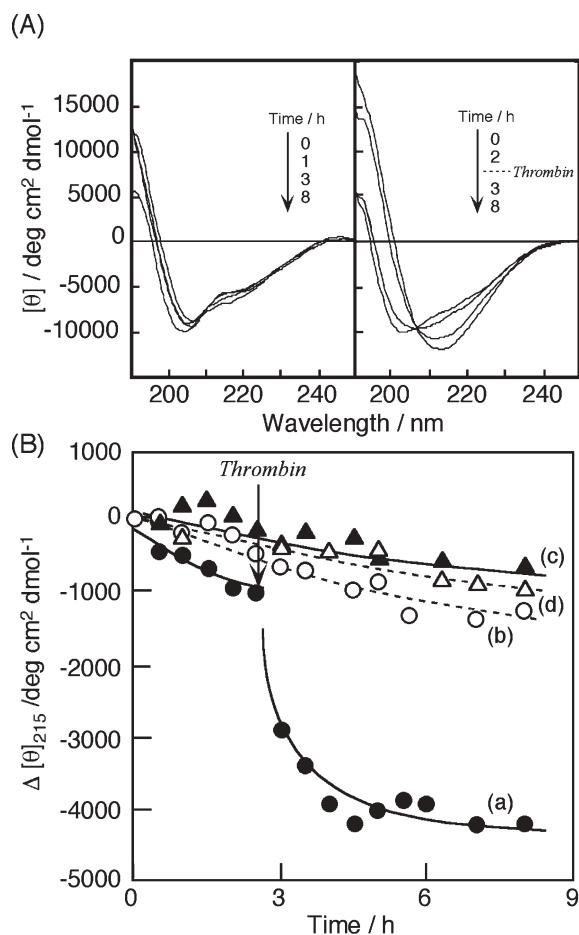 (A)
[θ] / deg cm² dmol⁻¹
15000
10000
5000
0
-5000
-10000
Time / h
0
1
3
8
Time / h
0
2
Thrombin
3
8
200 220 240 200 220 240
Wavelength / nm
(B)
Δ [θ]₂₁₅ /deg cm² dmol⁻¹
1000
0
-1000
-2000
-3000
-4000
-5000
Thrombin
(c)
(d)
(b)
(a)
0 3 6 9
Time / h